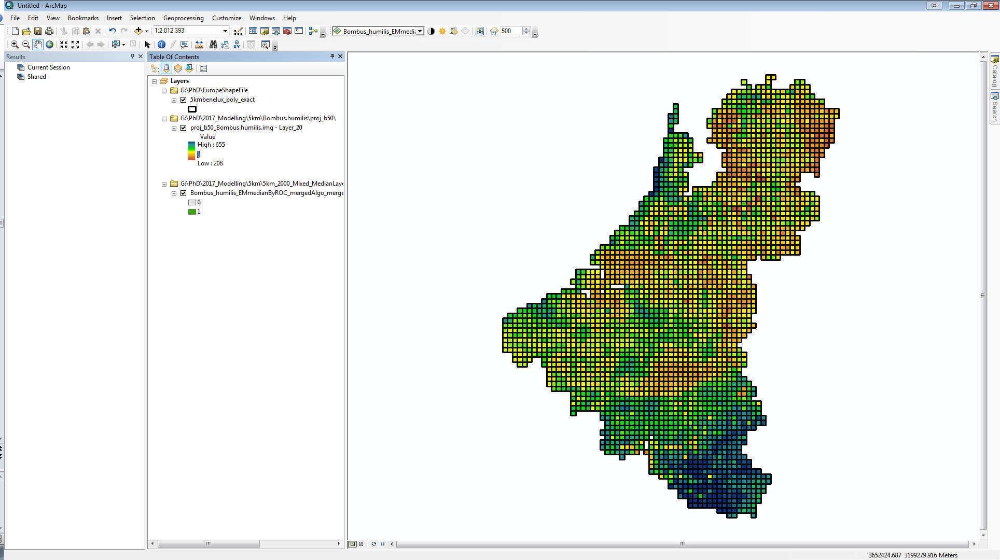 Untitled - ArcMap
File Edit View Bookmarks Insert Selection Geoprocessing Customize Windows Help
1:2,012,393
Bombus_humilis_EMmedi
500
XY
Results
Table Of Contents
Current Session
Shared
Layers
G:\PhD\EuropeShapeFile
5kmbenelux_poly_exact
G:\PhD\2017_Modelling\5km\Bombus.humilis\proj_b50\
proj_b50_Bombus.humilis.img - Layer_20
Value
High : 655
Low : 208
G:\PhD\2017_Modelling\5km\5km_2000_Mixed_MedianLaye
Bombus_humilis_EMmedianByROC_mergedAlgo_merge
0
1
Catalog
Search
3652424.687 3199279.916 Meters